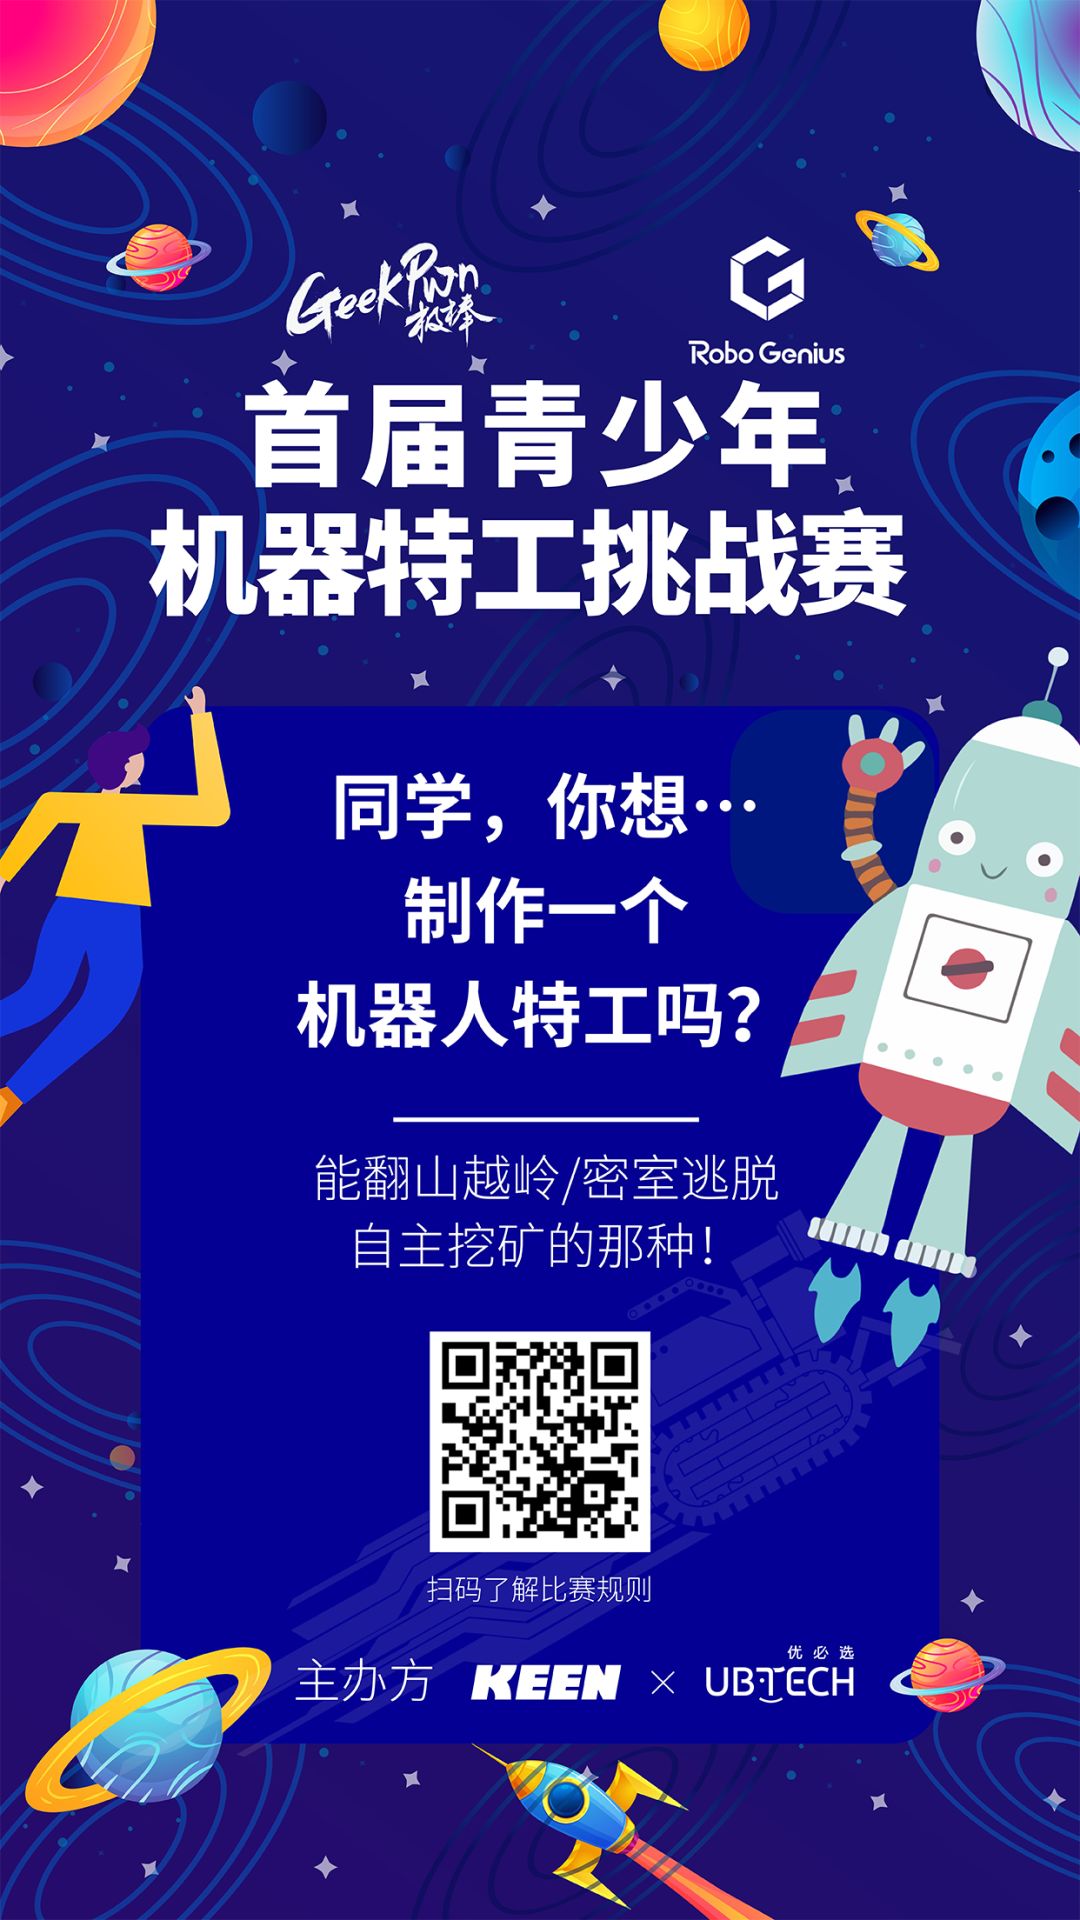 GeekPwn
极棒
Robo Genius
首届青少年
机器特工挑战赛
同学，你想…
制作一个
机器人特工吗？
能翻山越岭/密室逃脱
自主挖矿的那种！
扫码了解比赛规则
主办方 KEEN × 优必选 UBTECH